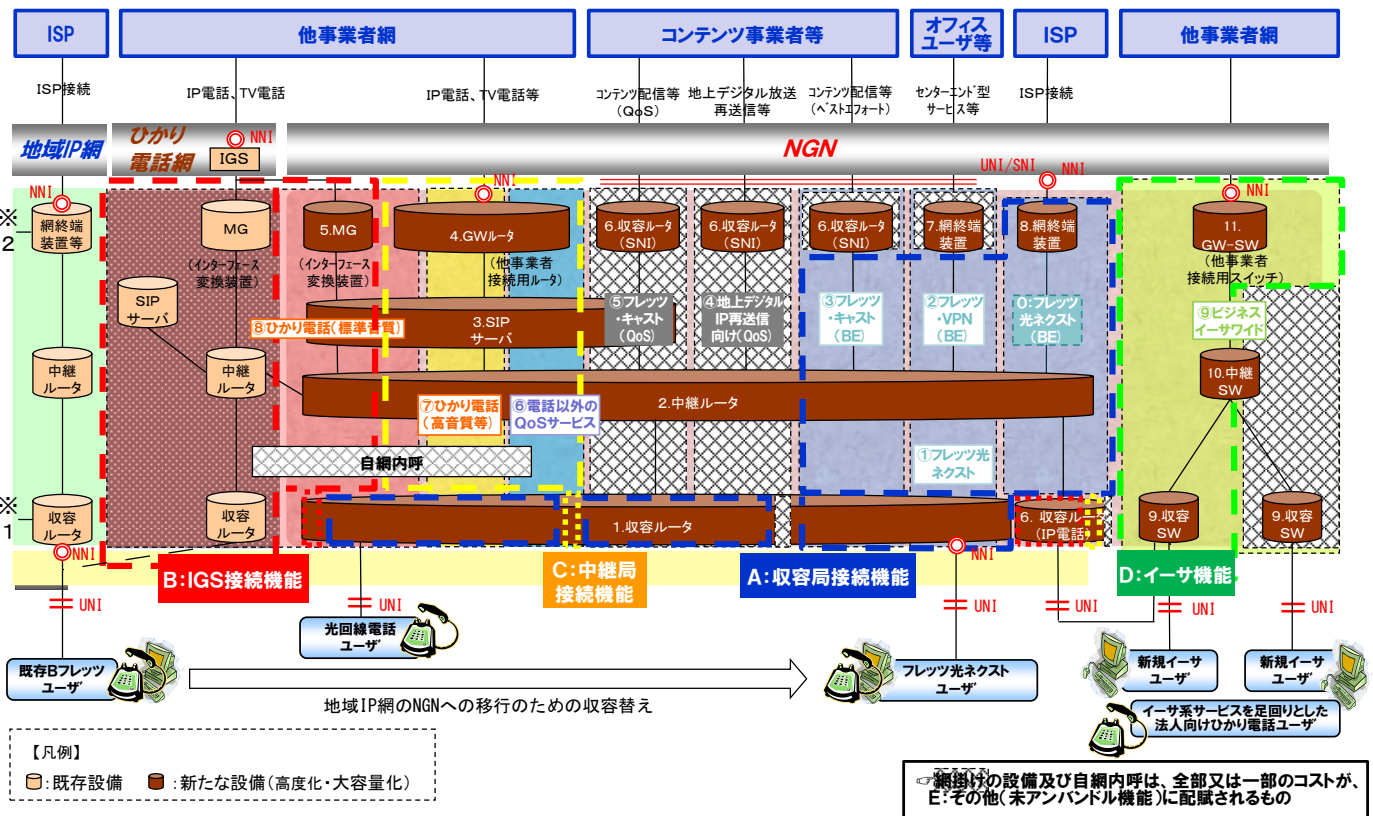 ISP
他事業者網
コンテンツ事業者等
オフィス
ユーザ等
ISP
他事業者網
ISP接続
IP電話、TV電話
IP電話、TV電話等
コンテンツ配信等
(QoS)
地上デジタル放送
再送信等
コンテンツ配信等
(ベストエフォート)
センターエンド型
サービス等
ISP接続
地域IP網
ひかり
電話網
NNI
IGS
NGN
UNI/SNI
NNI
NNI
NNI
NNI
※
2
網終端
装置等
MG
(インターフェース
変換装置)
5.MG
(インターフェース
変換装置)
4.GWルータ
(他事業者
接続用ルータ)
6.収容ルータ
(SNI)
6.収容ルータ
(SNI)
6.収容ルータ
(SNI)
7.網終端
装置
8.網終端
装置
11.
GW-SW
(他事業者
接続用スイッチ)
SIP
サーバ
⑧ひかり電話(標準音質)
3.SIP
サーバ
⑤フレッツ
・キャスト
(QoS)
④地上デジタル
IP再送信
向け(QoS)
③フレッツ
・キャスト
(BE)
②フレッツ
・VPN
(BE)
0:フレッツ
光ネクスト
(BE)
⑨ビジネス
イーサワイド
中継
ルータ
中継
ルータ
2.中継ルータ
10.中継
SW
⑦ひかり電話
(高音質等)
⑥電話以外の
QoSサービス
自網内呼
①フレッツ光
ネクスト
※
1
収容
ルータ
収容
ルータ
1.収容ルータ
6. 収容ルータ
(IP電話)
9.収容
SW
9.収容
SW
NNI
NNI
B:IGS接続機能
C:中継局
接続機能
A:収容局接続機能
D:イーサ機能
UNI
UNI
UNI
UNI
UNI
UNI
光回線電話
ユーザ
既存Bフレッツ
ユーザ
フレッツ光ネクスト
ユーザ
新規イーサ
ユーザ
新規イーサ
ユーザ
地域IP網のNGNへの移行のための収容替え
イーサ系サービスを足回りとした
法人向けひかり電話ユーザ
【凡例】
:既存設備 :新たな設備(高度化・大容量化)
☞網掛けの設備及び自網内呼は、全部又は一部のコストが、
E:その他(未アンバンドル機能)に配賦されるもの